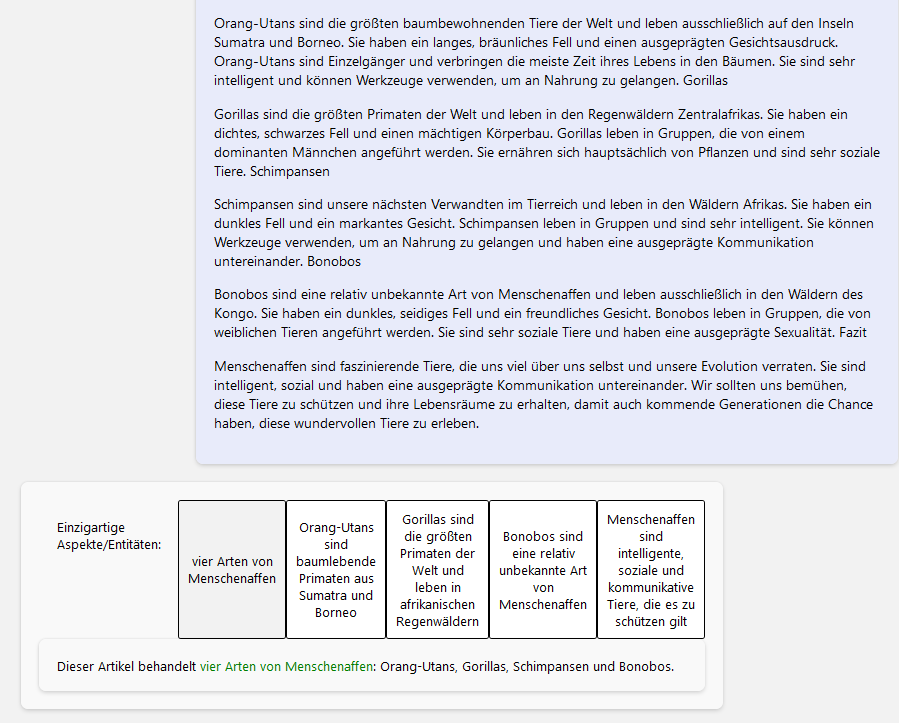 Orang-Utans sind die größten baumbewohnenden Tiere der Welt und leben ausschließlich auf den Inseln
Sumatra und Borneo. Sie haben ein langes, bräunliches Fell und einen ausgeprägten Gesichtsausdruck.
Orang-Utans sind Einzelgänger und verbringen die meiste Zeit ihres Lebens in den Bäumen. Sie sind sehr
intelligent und können Werkzeuge verwenden, um an Nahrung zu gelangen. Gorillas
Gorillas sind die größten Primaten der Welt und leben in den Regenwäldern Zentralafrikas. Sie haben ein
dichtes, schwarzes Fell und einen mächtigen Körperbau. Gorillas leben in Gruppen, die von einem
dominanten Männchen angeführt werden. Sie ernähren sich hauptsächlich von Pflanzen und sind sehr soziale
Tiere. Schimpansen
Schimpansen sind unsere nächsten Verwandten im Tierreich und leben in den Wäldern Afrikas. Sie haben ein
dunkles Fell und ein markantes Gesicht. Schimpansen leben in Gruppen und sind sehr intelligent. Sie können
Werkzeuge verwenden, um an Nahrung zu gelangen und haben eine ausgeprägte Kommunikation
untereinander. Bonobos
Bonobos sind eine relativ unbekannte Art von Menschenaffen und leben ausschließlich in den Wäldern des
Kongo. Sie haben ein dunkles, seidiges Fell und ein freundliches Gesicht. Bonobos leben in Gruppen, die von
weiblichen Tieren angeführt werden. Sie sind sehr soziale Tiere und haben eine ausgeprägte Sexualität. Fazit
Menschenaffen sind faszinierende Tiere, die uns viel über uns selbst und unsere Evolution verraten. Sie sind
intelligent, sozial und haben eine ausgeprägte Kommunikation untereinander. Wir sollten uns bemühen,
diese Tiere zu schützen und ihre Lebensräume zu erhalten, damit auch kommende Generationen die Chance
haben, diese wundervollen Tiere zu erleben.
Einzigartige
Aspekte/Entitäten:
vier Arten von
Menschenaffen
Orang-Utans
sind
baumlebende
Primaten aus
Sumatra und
Borneo
Gorillas sind
die größten
Primaten der
Welt und
leben in
afrikanischen
Regenwäldern
Bonobos sind
eine relativ
unbekannte Art
von
Menschenaffen
Menschenaffen
sind
intelligente,
soziale und
kommunikative
Tiere, die es zu
schützen gilt
Dieser Artikel behandelt vier Arten von Menschenaffen: Orang-Utans, Gorillas, Schimpansen und Bonobos.